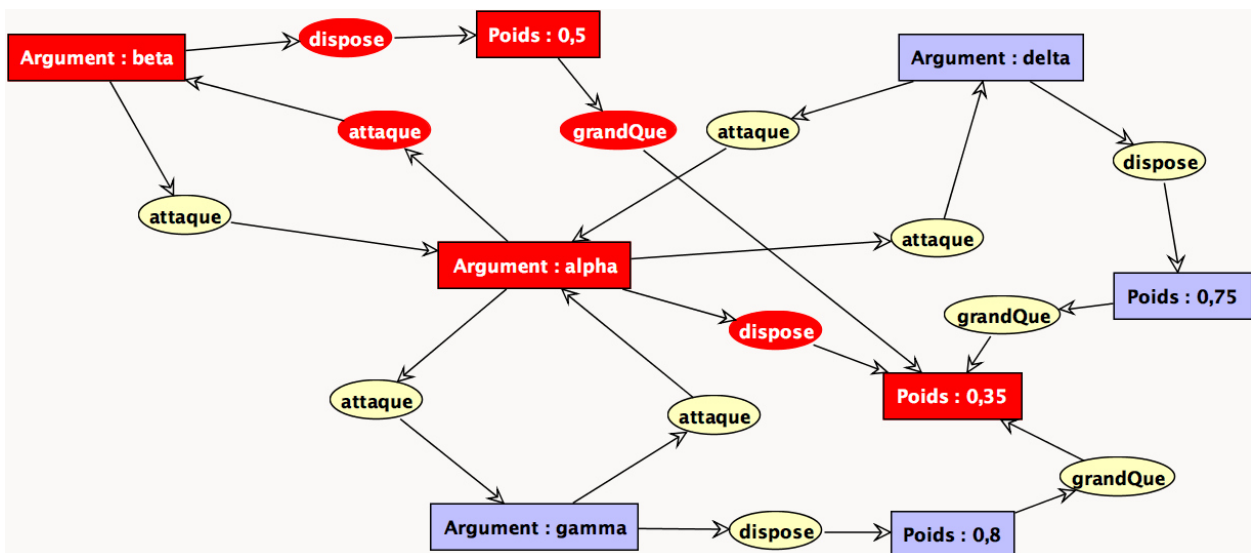 dispose
Poids : 0,5
Argument : beta
Argument : delta
attaque
grandQue
attaque
dispose
attaque
attaque
Argument : alpha
Poids : 0,75
grandQue
dispose
Poids : 0,35
attaque
attaque
grandQue
Argument : gamma
dispose
Poids : 0,8